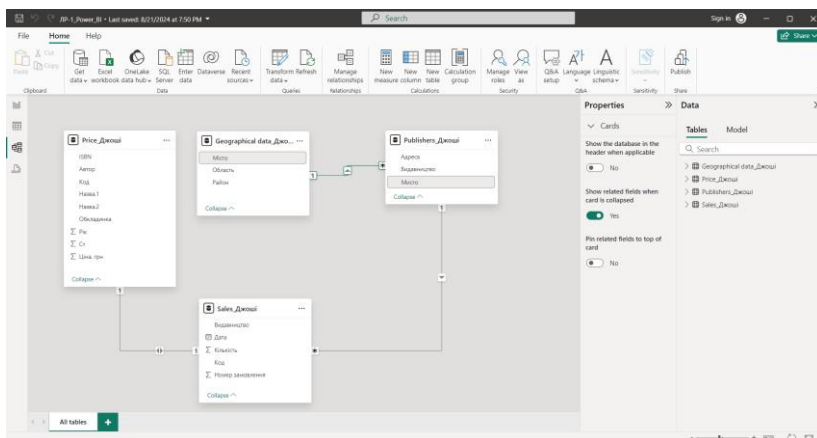 JIP-1_Power_BI • Last saved: 8/21/2024 at 7:50 PM
Search
Sign in
File Home Help
Share
Paste Cut Copy
Get data Excel workbook OneLake data hub SQL Server Enter data Dataverse Recent sources
Transform data Refresh
Manage relationships
New measure New column New table Calculation group
Manage roles View as
Q&A setup Language Linguistic schema
Sensitivity
Publish
Clipboard Data Queries Relationships Calculations Security Q&A Sensitivity Share
Price_Джоші
ISBN
Автор
Код
Назва.1
Назва.2
Обкладинка
Рік
Ст
Ціна, грн
Collapse
Geographical data_Джо...
Місто
Область
Район
Collapse
Publishers_Джоші
Адреса
Видавництво
Місто
Collapse
Sales_Джоші
Видавництво
Дата
Кількість
Код
Номер замовлення
Collapse
Properties
Cards
Show the database in the
header when applicable
No
Show related fields when
card is collapsed
Yes
Pin related fields to top of
card
No
Data
Tables Model
Search
Geographical data_Джоші
Price_Джоші
Publishers_Джоші
Sales_Джоші
All tables